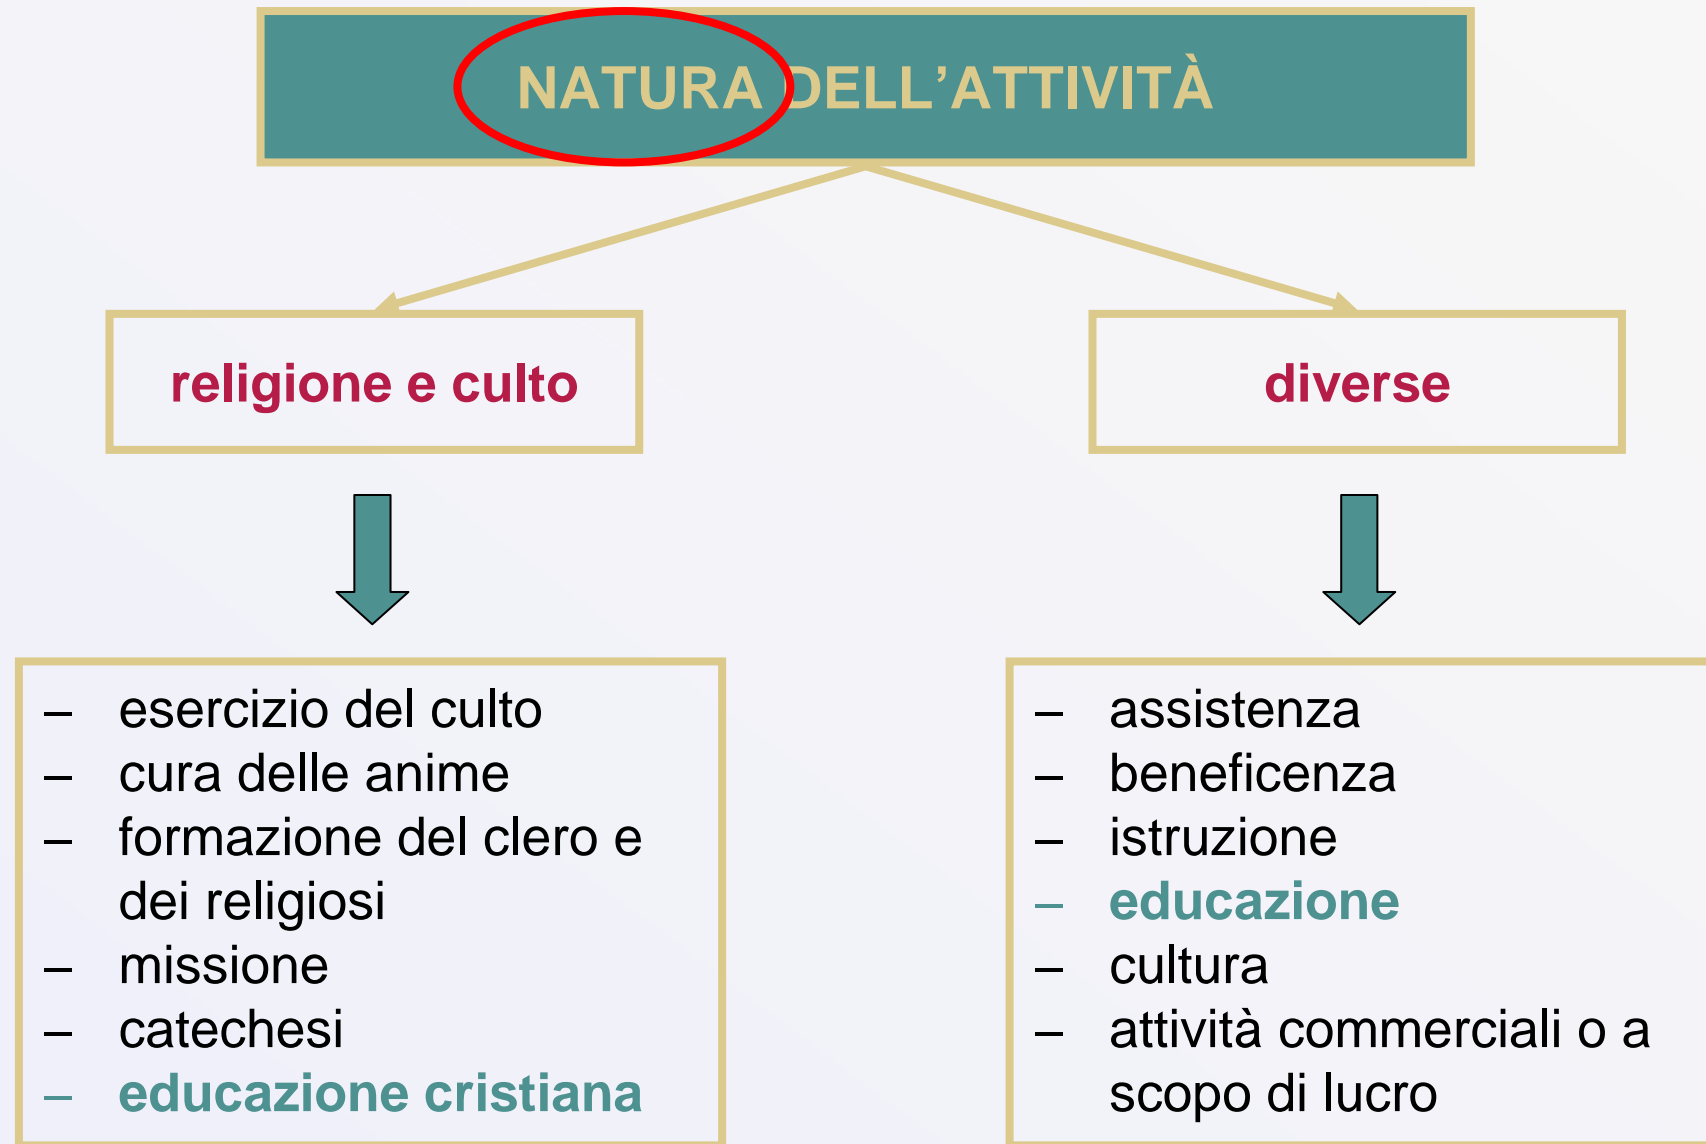 NATURA DELL’ATTIVITÀ
religione e culto
diverse
– esercizio del culto
– cura delle anime
– formazione del clero e
dei religiosi
– missione
– catechesi
– educazione cristiana
– assistenza
– beneficenza
– istruzione
– educazione
– cultura
– attività commerciali o a
scopo di lucro